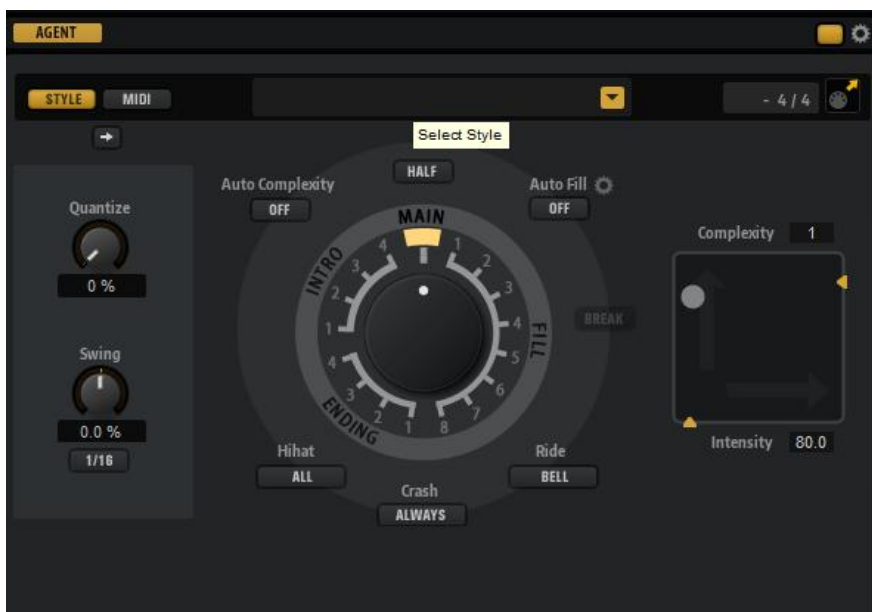 AGENT
STYLE MIDI - 4 / 4
Select Style
HALF
Auto Complexity Auto Fill
OFF OFF
Quantize
0 %
Swing
0.0 %
1/16
MAIN
INTRO
1 2 3 4
FILL
1 2 3 4 5 6 7 8
ENDING
1 2 3 4
BREAK
Hihat
ALL
Crash
ALWAYS
Ride
BELL
Complexity 1
Intensity 80.0